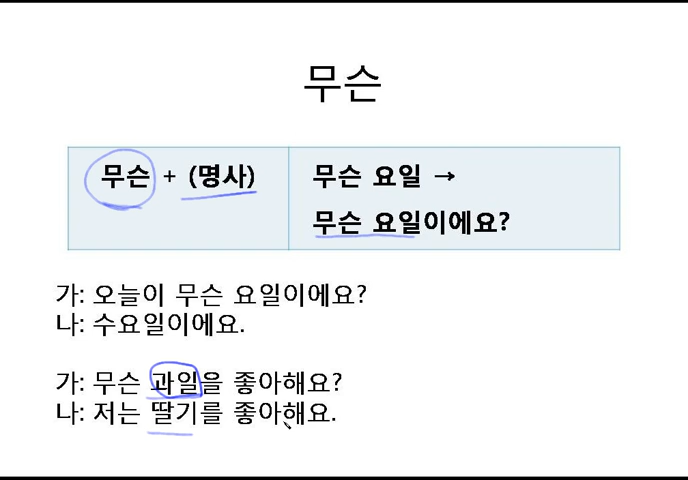 무슨
무슨 + (명사)
무슨 요일 →
무슨 요일이에요?
가: 오늘이 무슨 요일이에요?
나: 수요일이에요.
가: 무슨 과일을 좋아해요?
나: 저는 딸기를 좋아해요.